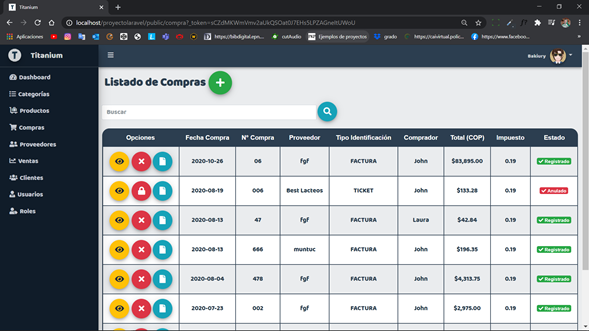 Titanium
localhost/proyectolaravel/public/compra?_token=
Aplicaciones
https://bibdigital.epn...
cutAudio
Ejemplos de proyectos
grado
https://caivirtual.polic...
https://www.faceboo...
Titanium
Dashboard
Categorías
Productos
Compras
Proveedores
Ventas
Clientes
Usuarios
Roles
Listado de Compras
Buscar
Opciones Fecha Compra N° Compra Proveedor Tipo Identificación Comprador Total (COP) Impuesto Estado
2020-10-26 06 fgf FACTURA John $83,895.00 0.19 Registrado
2020-08-19 006 Best Lacteos TICKET John $133.28 0.19 Anulado
2020-08-13 47 fgf FACTURA Laura $42.84 0.19 Registrado
2020-08-13 666 muntuc FACTURA John $196.35 0.19 Registrado
2020-08-04 478 fgf FACTURA John $4,313.75 0.19 Registrado
2020-07-23 002 fgf FACTURA John $2,975.00 0.19 Registrado